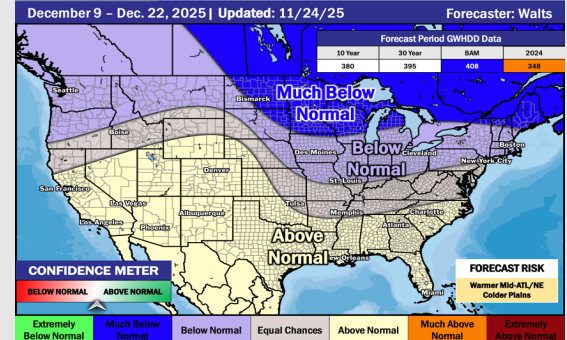 December 9 – Dec. 22, 2025| Updated: 11/24/25
Forecaster: Walts
Forecast Period GWHDD Data
10 Year 30 Year BAM 2024
380 395 408 348
Seattle
Bismarck
Much Below
Normal
Boise
Des Moines
Below
Normal
Cleveland
Boston
New York City
Denver
St. Louis
San Francisco
Las Vegas
Los Angeles
Albuquerque
Phoenix
Tulsa
Memphis
Charlotte
Atlanta
Above
Normal
ew Orleans
Miami
CONFIDENCE METER
BELOW NORMAL ABOVE NORMAL
FORECAST RISK
Warmer Mid-ATL/NE
Colder Plains
Extremely
Below Normal
Much Below
Normal
Below Normal
Equal Chances
Above Normal
Much Above
Normal
Extremely
Above Normal